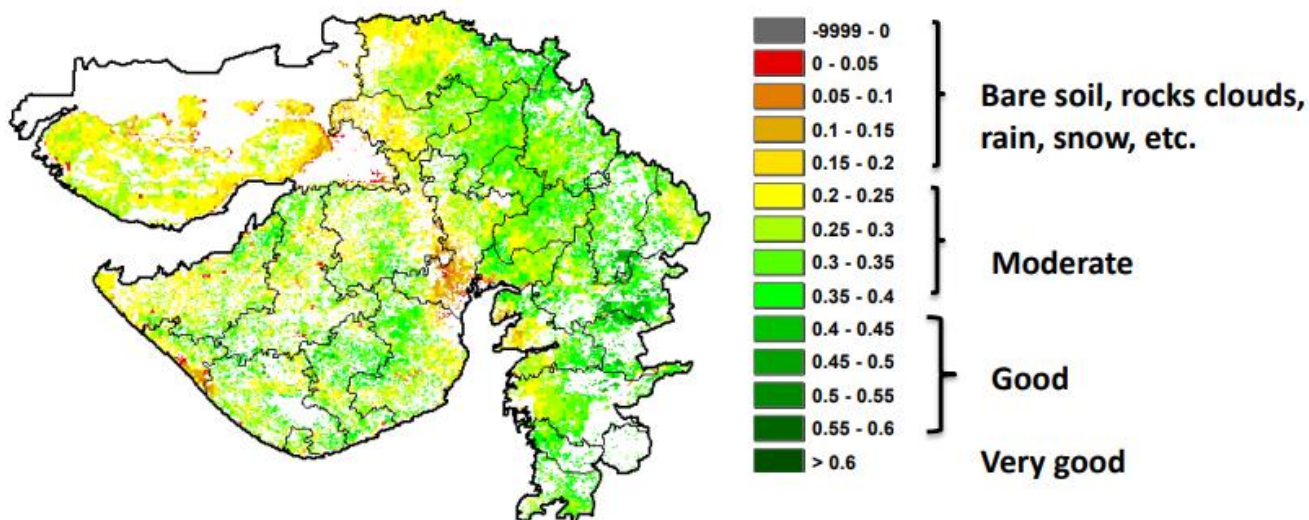 -9999 - 0
0 - 0.05
0.05 - 0.1
0.1 - 0.15
0.15 - 0.2
0.2 - 0.25
0.25 - 0.3
0.3 - 0.35
0.35 - 0.4
0.4 - 0.45
0.45 - 0.5
0.5 - 0.55
0.55 - 0.6
> 0.6
Bare soil, rocks clouds,
rain, snow, etc.
Moderate
Good
Very good